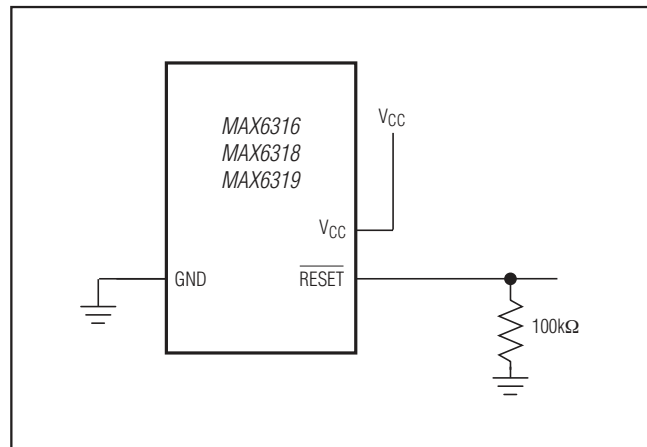 MAX6316
MAX6318
MAX6319
VCC
VCC
GND
RESET
100kΩ